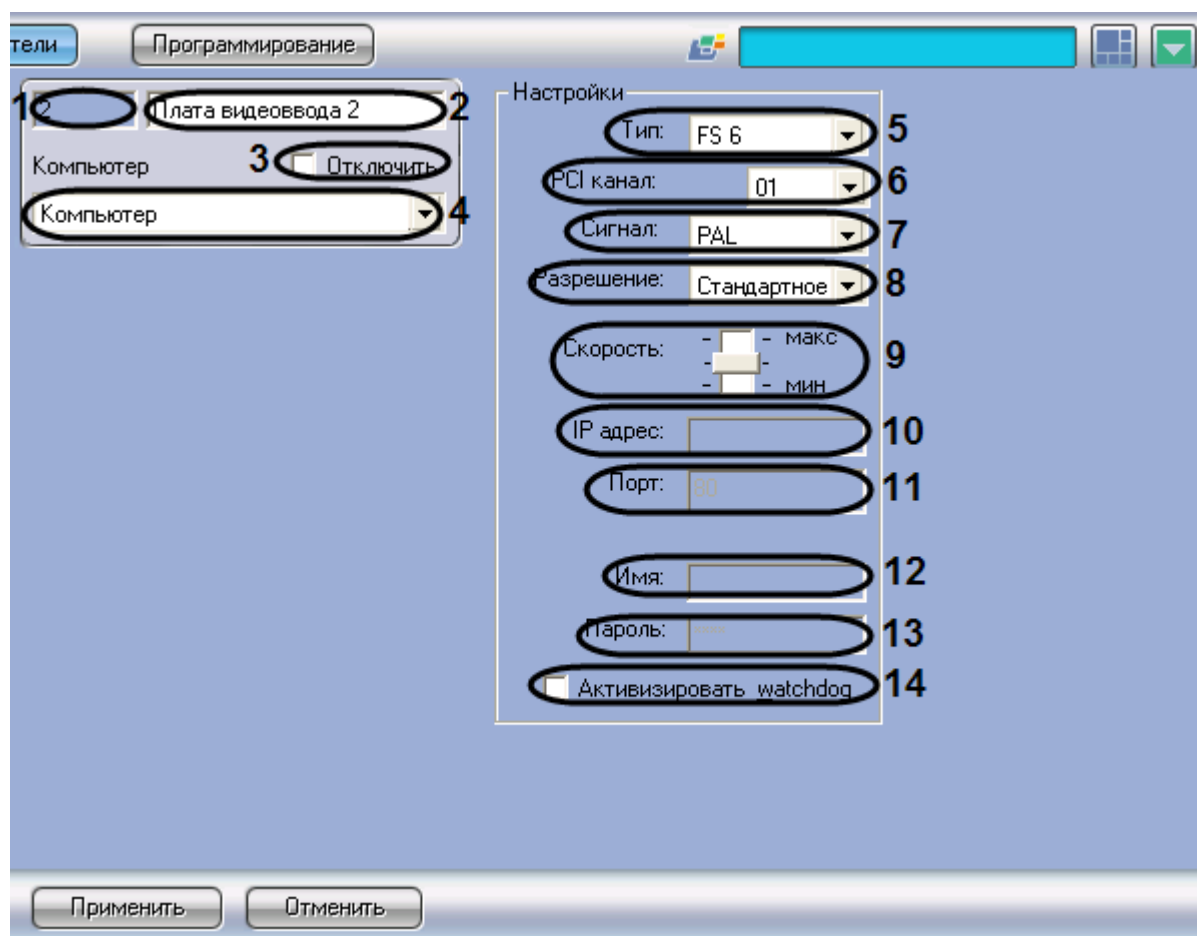 тели Программирование
1 2 Плата видеоввода 2 2
Компьютер 3 Отключить
Компьютер 4
Настройки
Тип: FS 6 5
PCI канал: 01 6
Сигнал: PAL 7
Разрешение: Стандартное 8
Скорость: - - макс 9
- -
- - мин
IP адрес: 10
Порт: 80 11
Имя: 12
Пароль: 13
Активизировать watchdog 14
Применить Отменить